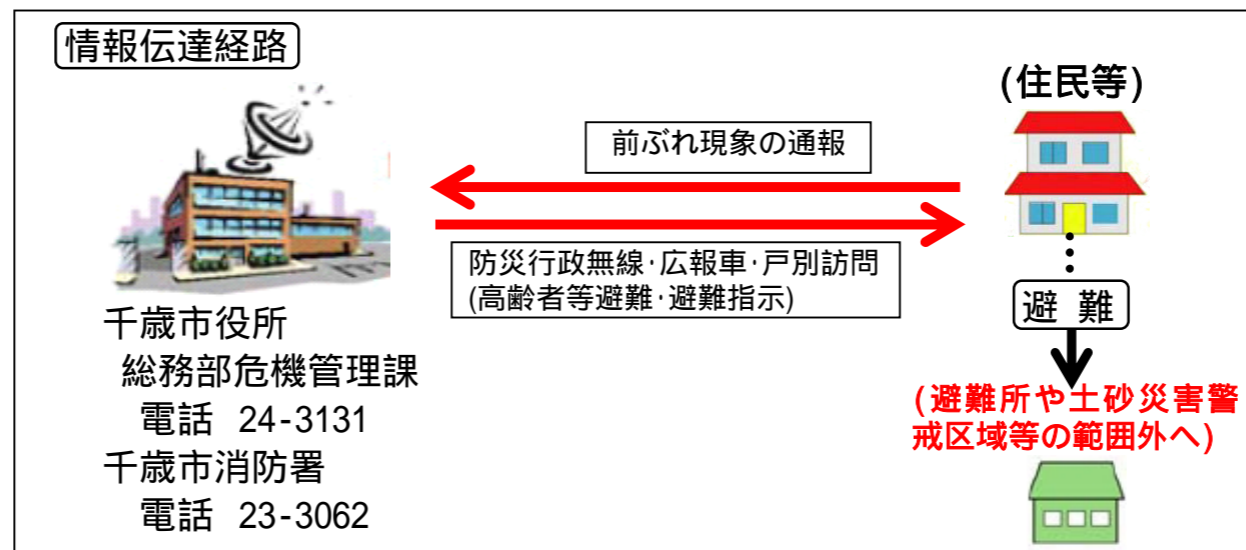 情報伝達経路
(住民等)
前ぶれ現象の通報
防災行政無線･広報車･戸別訪問
(高齢者等避難･避難指示)
避 難
(避難所や土砂災害警
戒区域等の範囲外へ)
千歳市役所
総務部危機管理課
電話 24-3131
千歳市消防署
電話 23-3062